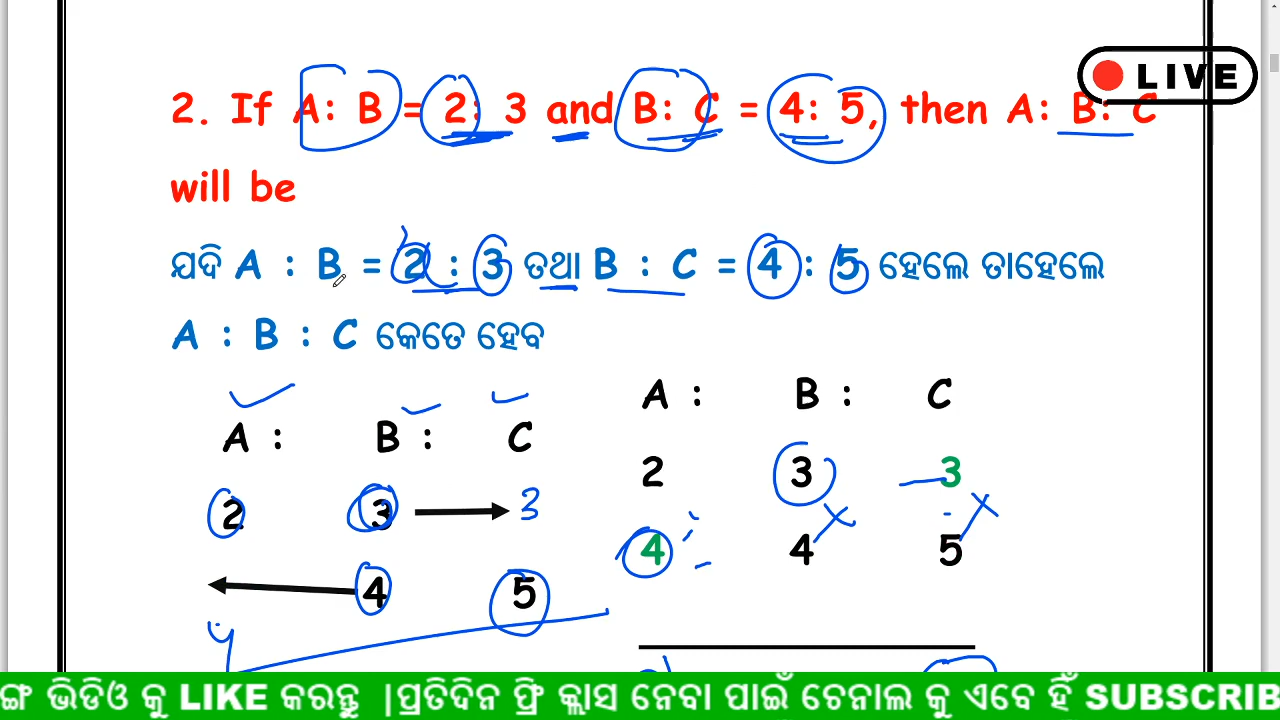 LIVE
2. If A: B = 2: 3 and B: C = 4: 5, then A: B: C
will be
ଯଦି A : B = 2 : 3 ତଥା B : C = 4 : 5 ହେଲେ ତାହେଲେ
A : B : C କେତେ ହେବ
A : B : C
2 3 3
4 5
A : B : C
2 3 3
4 4 5
ଙ୍ଗ ଭିଡିଓ କୁ LIKE କରନ୍ତୁ |ପ୍ରତିଦିନ ଫ୍ରି କ୍ଲାସ ନେବା ପାଇଁ ଚେନାଲ କୁ ଏବେ ହିଁ SUBSCRIB